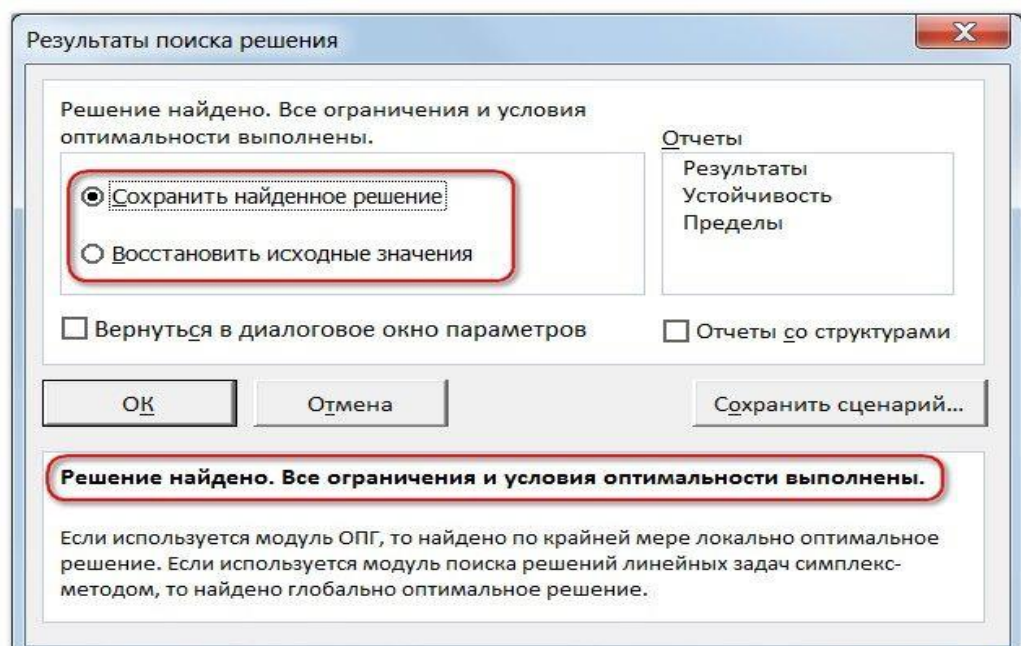 Результаты поиска решения
X
Решение найдено. Все ограничения и условия
оптимальности выполнены.
Сохранить найденное решение
Восстановить исходные значения
Отчеты
Результаты
Устойчивость
Пределы
Вернуться в диалоговое окно параметров
Отчеты со структурами
ОК
Отмена
Сохранить сценарий...
Решение найдено. Все ограничения и условия оптимальности выполнены.
Если используется модуль ОПГ, то найдено по крайней мере локально оптимальное
решение. Если используется модуль поиска решений линейных задач симплекс-
методом, то найдено глобально оптимальное решение.